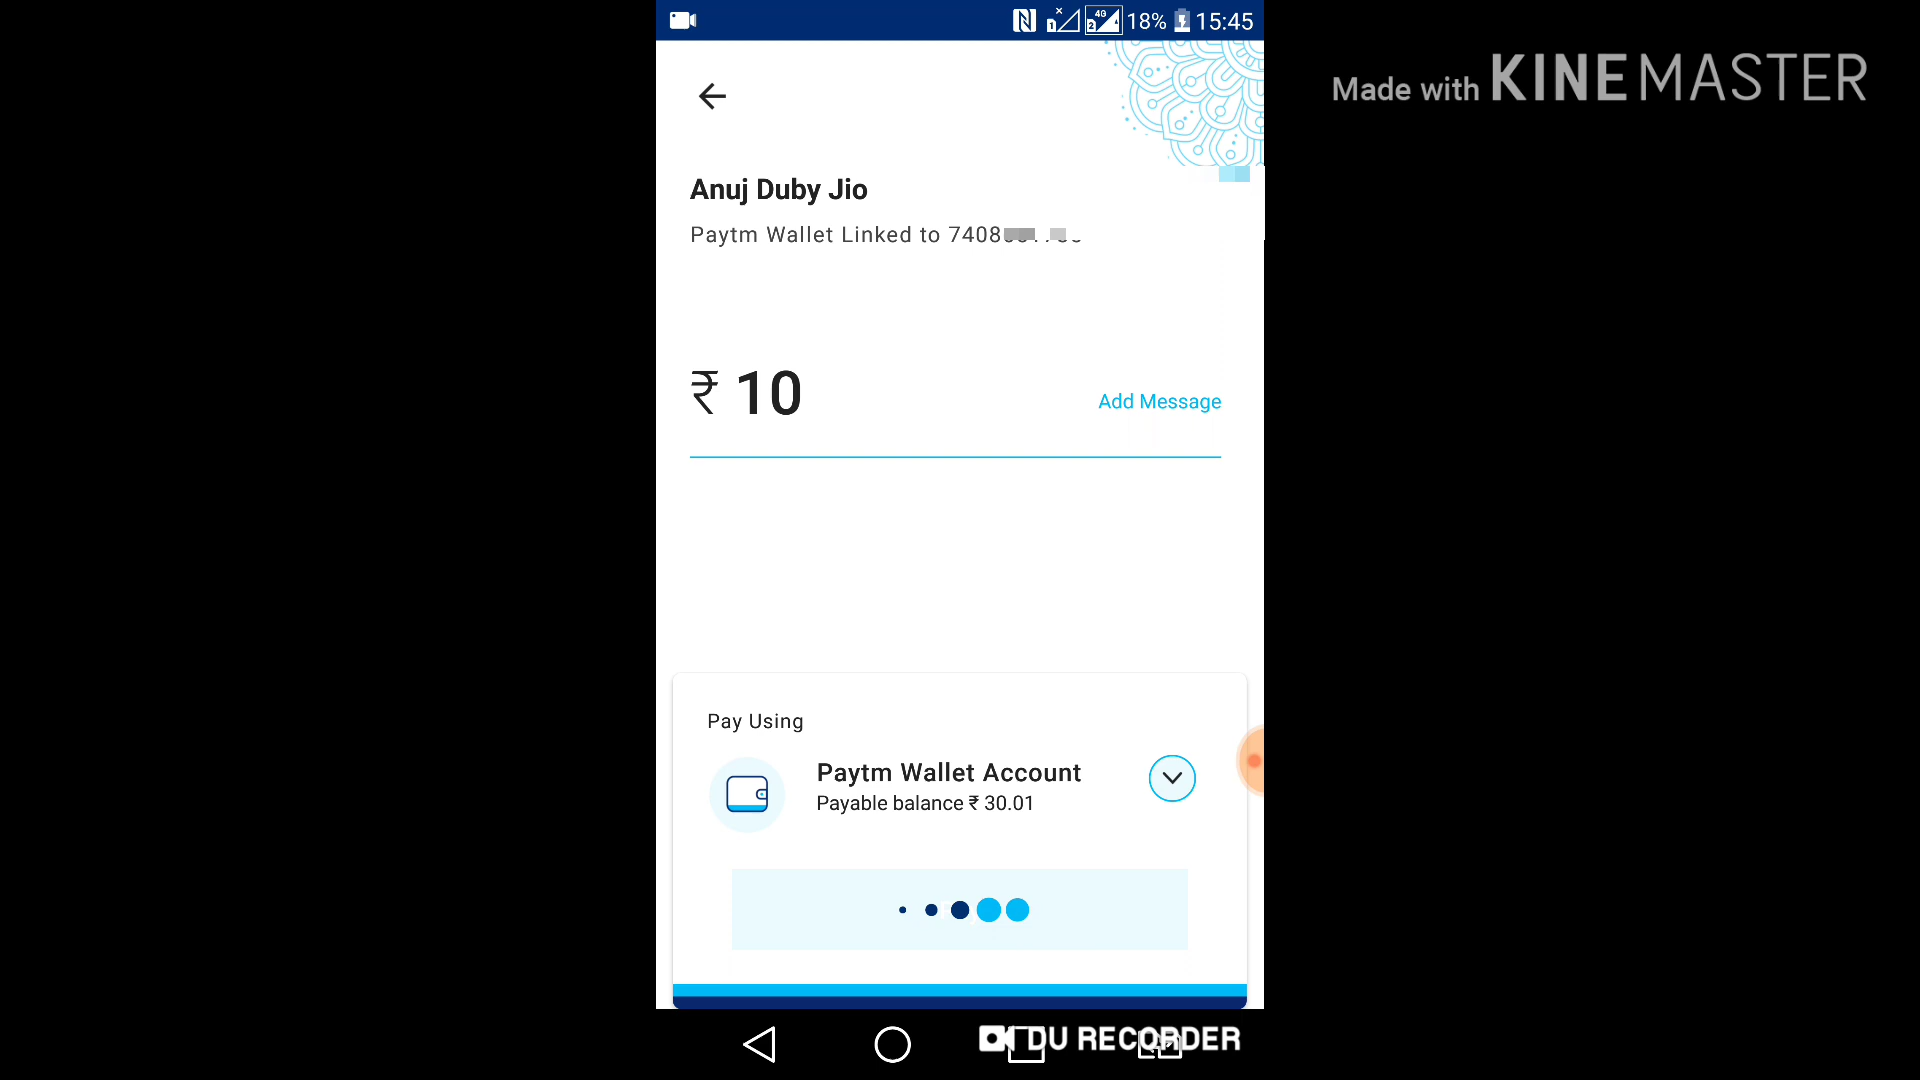 18% 15:45
Made with KINEMASTER
Anuj Duby Jio
Paytm Wallet Linked to 7408
₹ 10
Add Message
Pay Using
Paytm Wallet Account
Payable balance ₹ 30.01
DU RECORDER